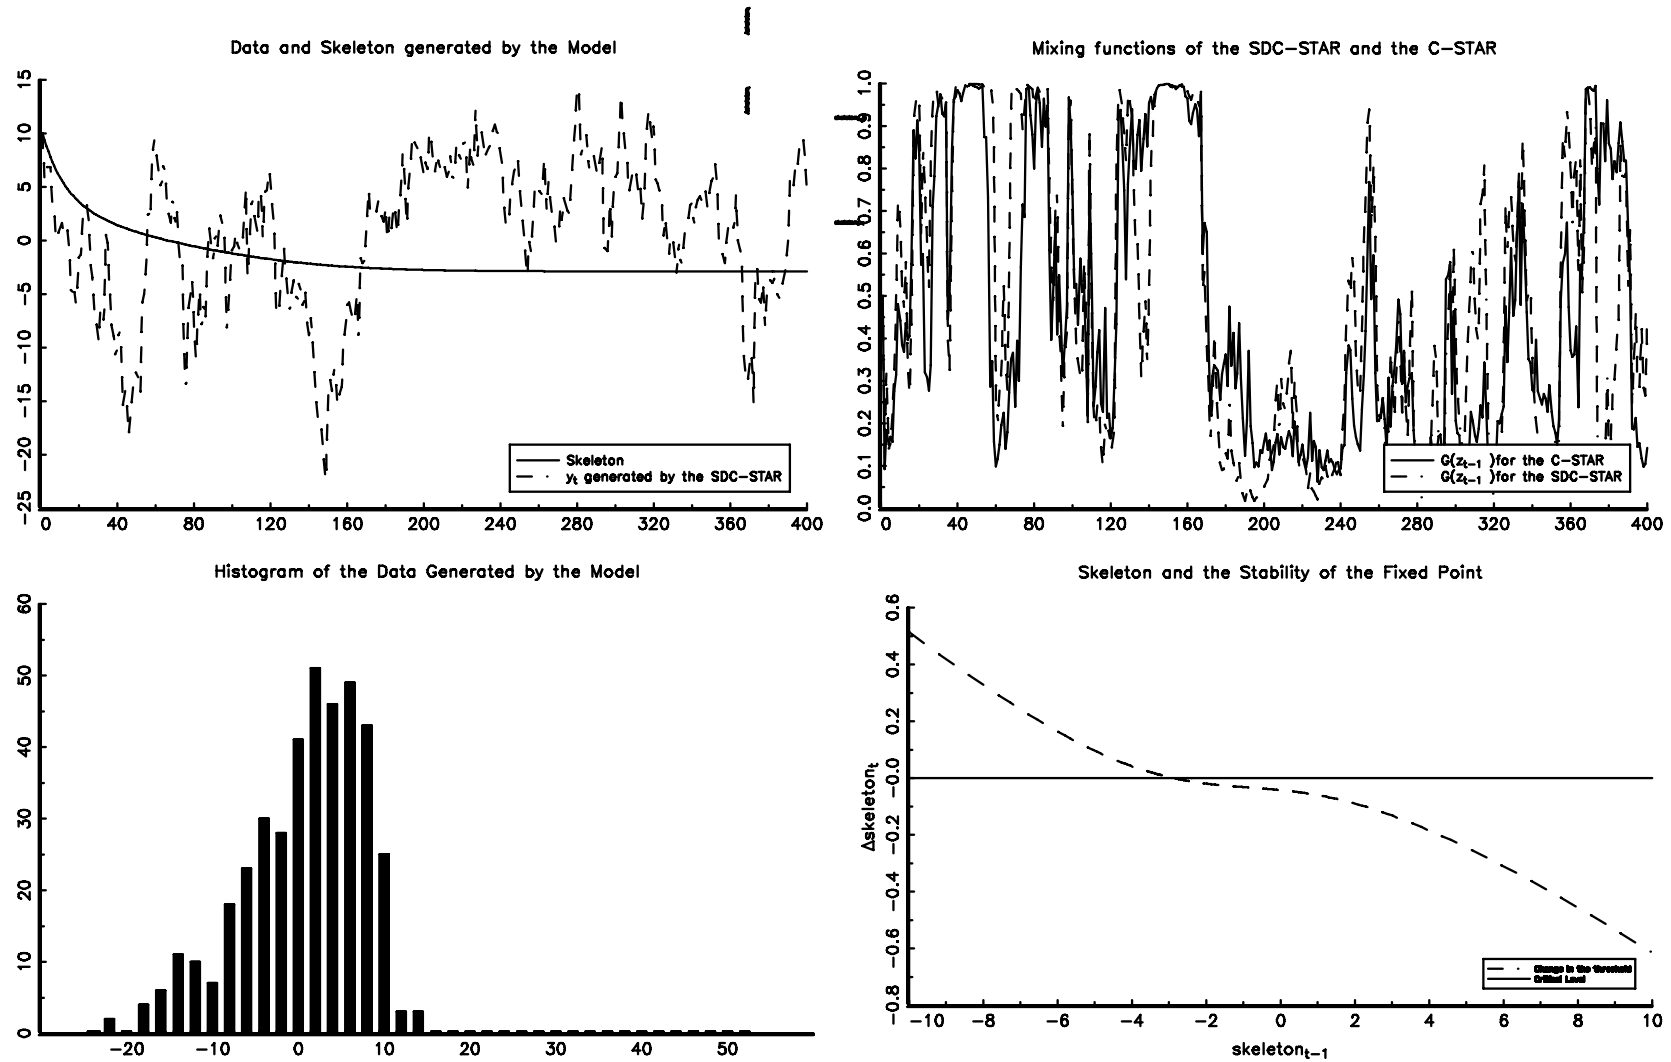 Data and Skeleton generated by the Model
15
10
5
0
−5
−10
−15
−20
−25
Skeleton
yt generated by the SDC−STAR
0 40 80 120 160 200 240 280 320 360 400
Mixing functions of the SDC−STAR and the C−STAR
1.0
0.9
0.8
0.7
0.6
0.5
0.4
0.3
0.2
0.1
0.0
G(zt−1 )for the C−STAR
G(zt−1 )for the SDC−STAR
0 40 80 120 160 200 240 280 320 360 400
Histogram of the Data Generated by the Model
60
50
40
30
20
10
0
−20 −10 0 10 20 30 40 50
Skeleton and the Stability of the Fixed Point
0.6
0.4
0.2
−0.0
−0.2
−0.4
−0.6
−0.8
Δskeletont
Change in the threshold
Critical Level
−10 −8 −6 −4 −2 0 2 4 6 8 10
skeletont−1